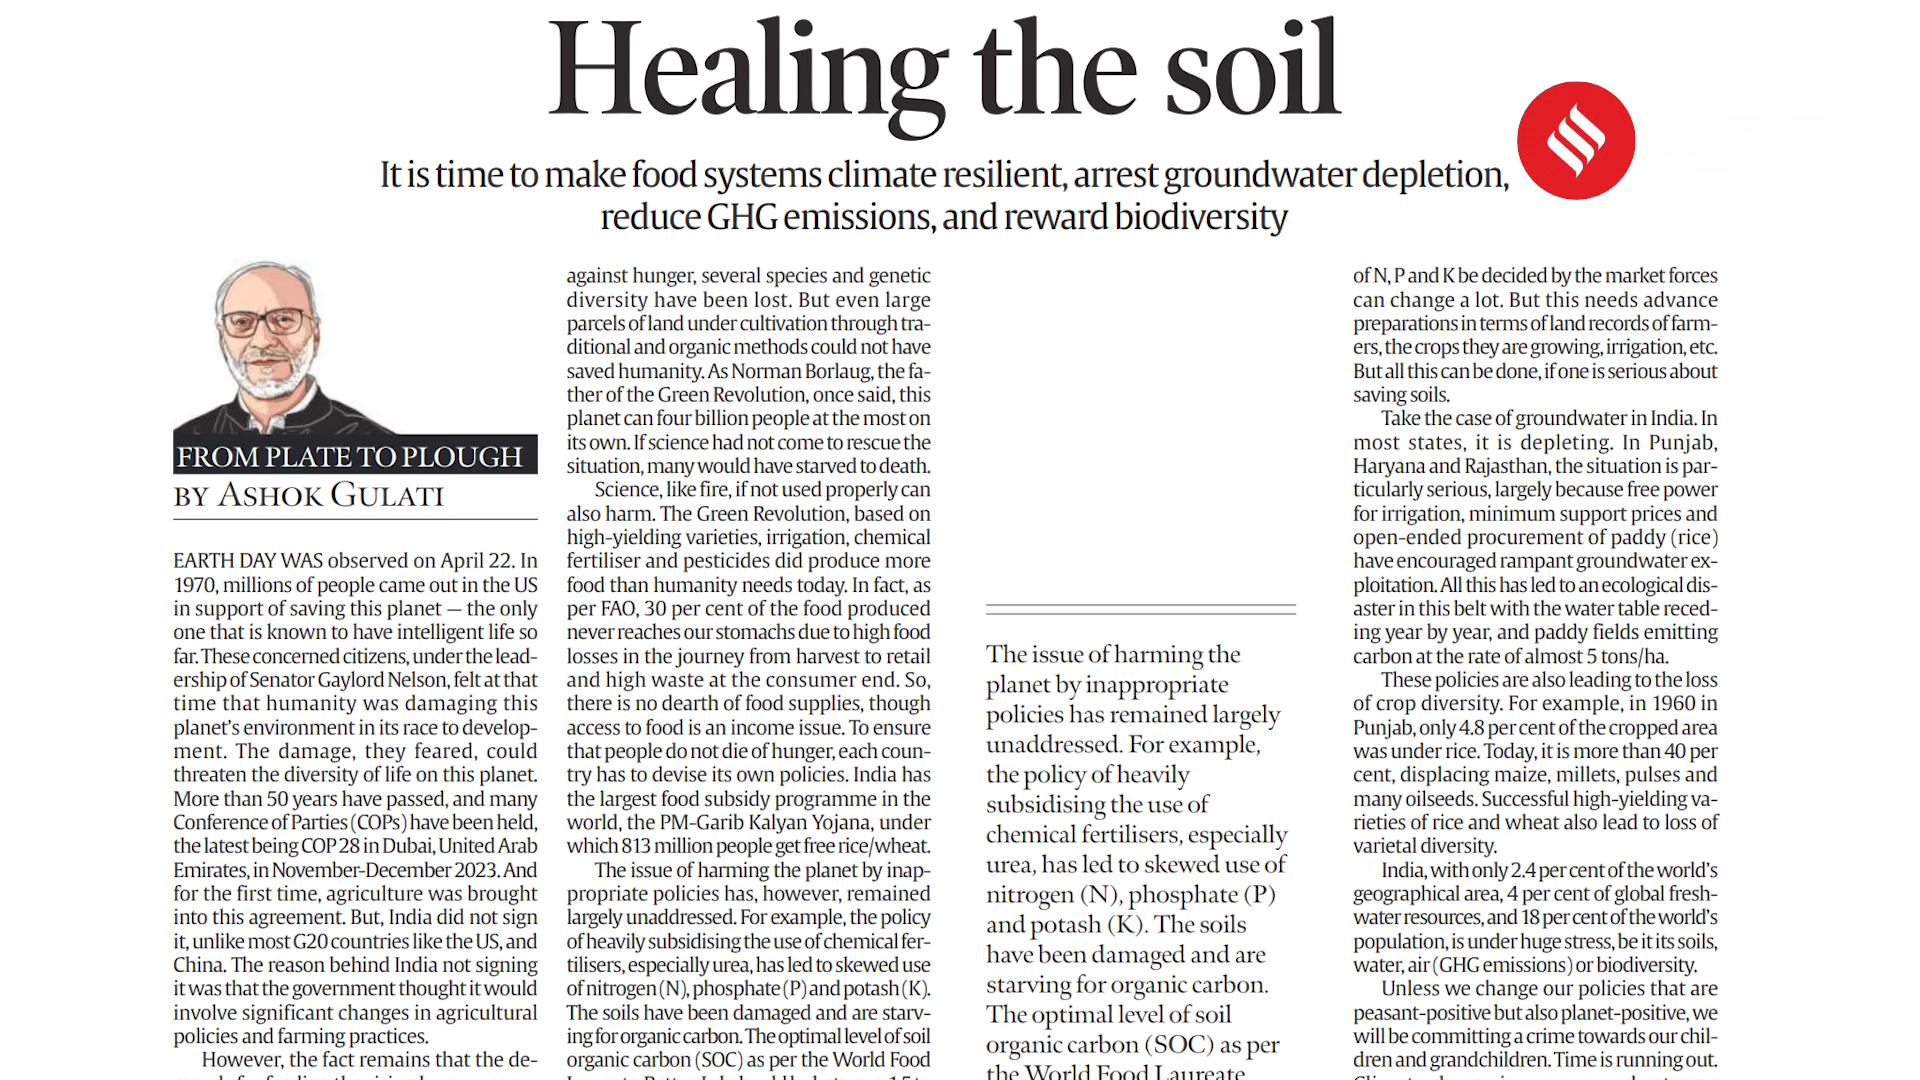 Healing the soil
It is time to make food systems climate resilient, arrest groundwater depletion,
reduce GHG emissions, and reward biodiversity
FROM PLATE TO PLOUGH
BY ASHOK GULATI
EARTH DAY WAS observed on April 22. In
1970, millions of people came out in the US
in support of saving this planet — the only
one that is known to have intelligent life so
far. These concerned citizens, under the lead-
ership of Senator Gaylord Nelson, felt at that
time that humanity was damaging this
planet's environment in its race to develop-
ment. The damage, they feared, could
threaten the diversity of life on this planet.
More than 50 years have passed, and many
Conference of Parties (COPs) have been held,
the latest being COP 28 in Dubai, United Arab
Emirates, in November-December 2023. And
for the first time, agriculture was brought
into this agreement. But, India did not sign
it, unlike most G20 countries like the US, and
China. The reason behind India not signing
it was that the government thought it would
involve significant changes in agricultural
policies and farming practices.
However, the fact remains that the de-
against hunger, several species and genetic
diversity have been lost. But even large
parcels of land under cultivation through tra-
ditional and organic methods could not have
saved humanity. As Norman Borlaug, the fa-
ther of the Green Revolution, once said, this
planet can four billion people at the most on
its own. If science had not come to rescue the
situation, many would have starved to death.
Science, like fire, if not used properly can
also harm. The Green Revolution, based on
high-yielding varieties, irrigation, chemical
fertiliser and pesticides did produce more
food than humanity needs today. In fact, as
per FAO, 30 per cent of the food produced
never reaches our stomachs due to high food
losses in the journey from harvest to retail
and high waste at the consumer end. So,
there is no dearth of food supplies, though
access to food is an income issue. To ensure
that people do not die of hunger, each coun-
try has to devise its own policies. India has
the largest food subsidy programme in the
world, the PM-Garib Kalyan Yojana, under
which 813 million people get free rice/wheat.
The issue of harming the planet by inap-
propriate policies has, however, remained
largely unaddressed. For example, the policy
of heavily subsidising the use of chemical fer-
tilisers, especially urea, has led to skewed use
of nitrogen (N), phosphate (P) and potash (K).
The soils have been damaged and are starv-
ing for organic carbon. The optimal level of soil
organic carbon (SOC) as per the World Food
The issue of harming the
planet by inappropriate
policies has remained largely
unaddressed. For example,
the policy of heavily
subsidising the use of
chemical fertilisers, especially
urea, has led to skewed use of
nitrogen (N), phosphate (P)
and potash (K). The soils
have been damaged and are
starving for organic carbon.
The optimal level of soil
organic carbon (SOC) as per
the World Food Laureate
of N, P and K be decided by the market forces
can change a lot. But this needs advance
preparations in terms of land records of farm-
ers, the crops they are growing, irrigation, etc.
But all this can be done, if one is serious about
saving soils.
Take the case of groundwater in India. In
most states, it is depleting. In Punjab,
Haryana and Rajasthan, the situation is par-
ticularly serious, largely because free power
for irrigation, minimum support prices and
open-ended procurement of paddy (rice)
have encouraged rampant groundwater ex-
ploitation. All this has led to an ecological dis-
aster in this belt with the water table reced-
ing year by year, and paddy fields emitting
carbon at the rate of almost 5 tons/ha.
These policies are also leading to the loss
of crop diversity. For example, in 1960 in
Punjab, only 4.8 per cent of the cropped area
was under rice. Today, it is more than 40 per
cent, displacing maize, millets, pulses and
many oilseeds. Successful high-yielding va-
rieties of rice and wheat also lead to loss of
varietal diversity.
India, with only 2.4 per cent of the world's
geographical area, 4 per cent of global fresh-
water resources, and 18 per cent of the world's
population, is under huge stress, be it its soils,
water, air (GHG emissions) or biodiversity.
Unless we change our policies that are
peasant-positive but also planet-positive, we
will be committing a crime towards our chil-
dren and grandchildren. Time is running out.